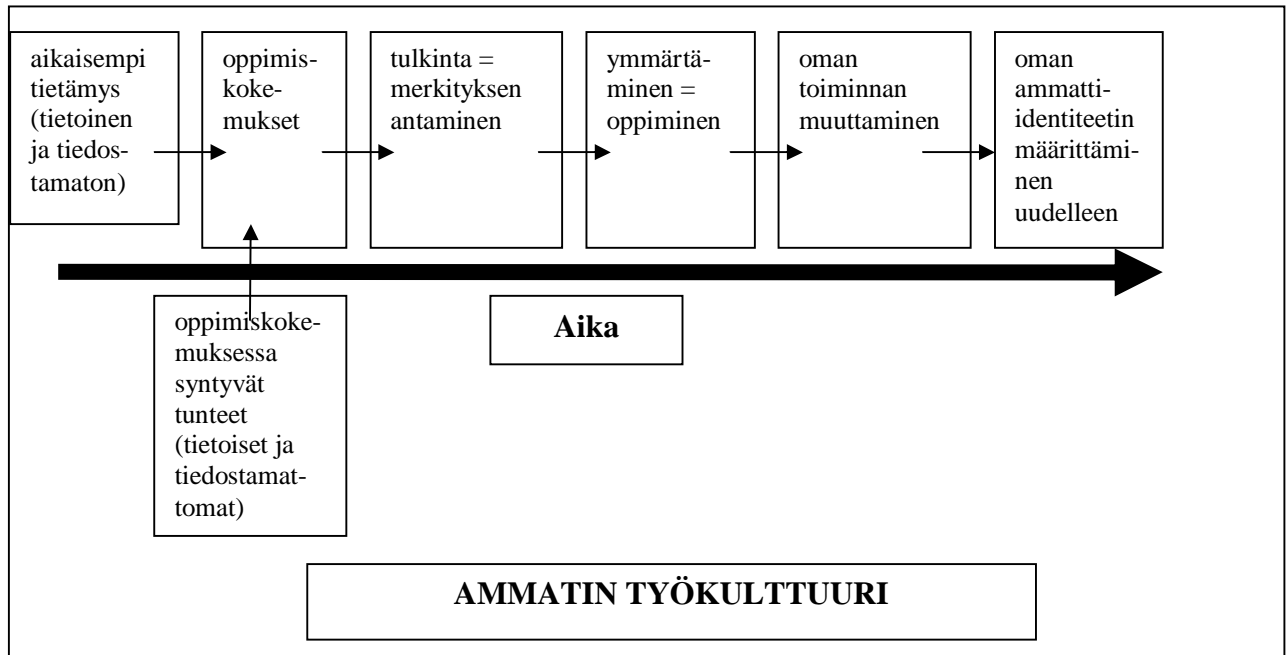 aikaisempi
tietämys
(tietoinen
ja tiedos-
tamaton)
oppimis-
koke-
mukset
tulkinta =
merkityksen
antaminen
ymmärtä-
minen =
oppiminen
oman
toiminnan
muuttaminen
oman
ammatti-
identiteetin
määrittämi-
nen
uudelleen
oppimiskoke-
muksessa
syntyvät
tunteet
(tietoiset ja
tiedostamat-
tomat)
Aika
AMMATIN TYÖKULTTUURI